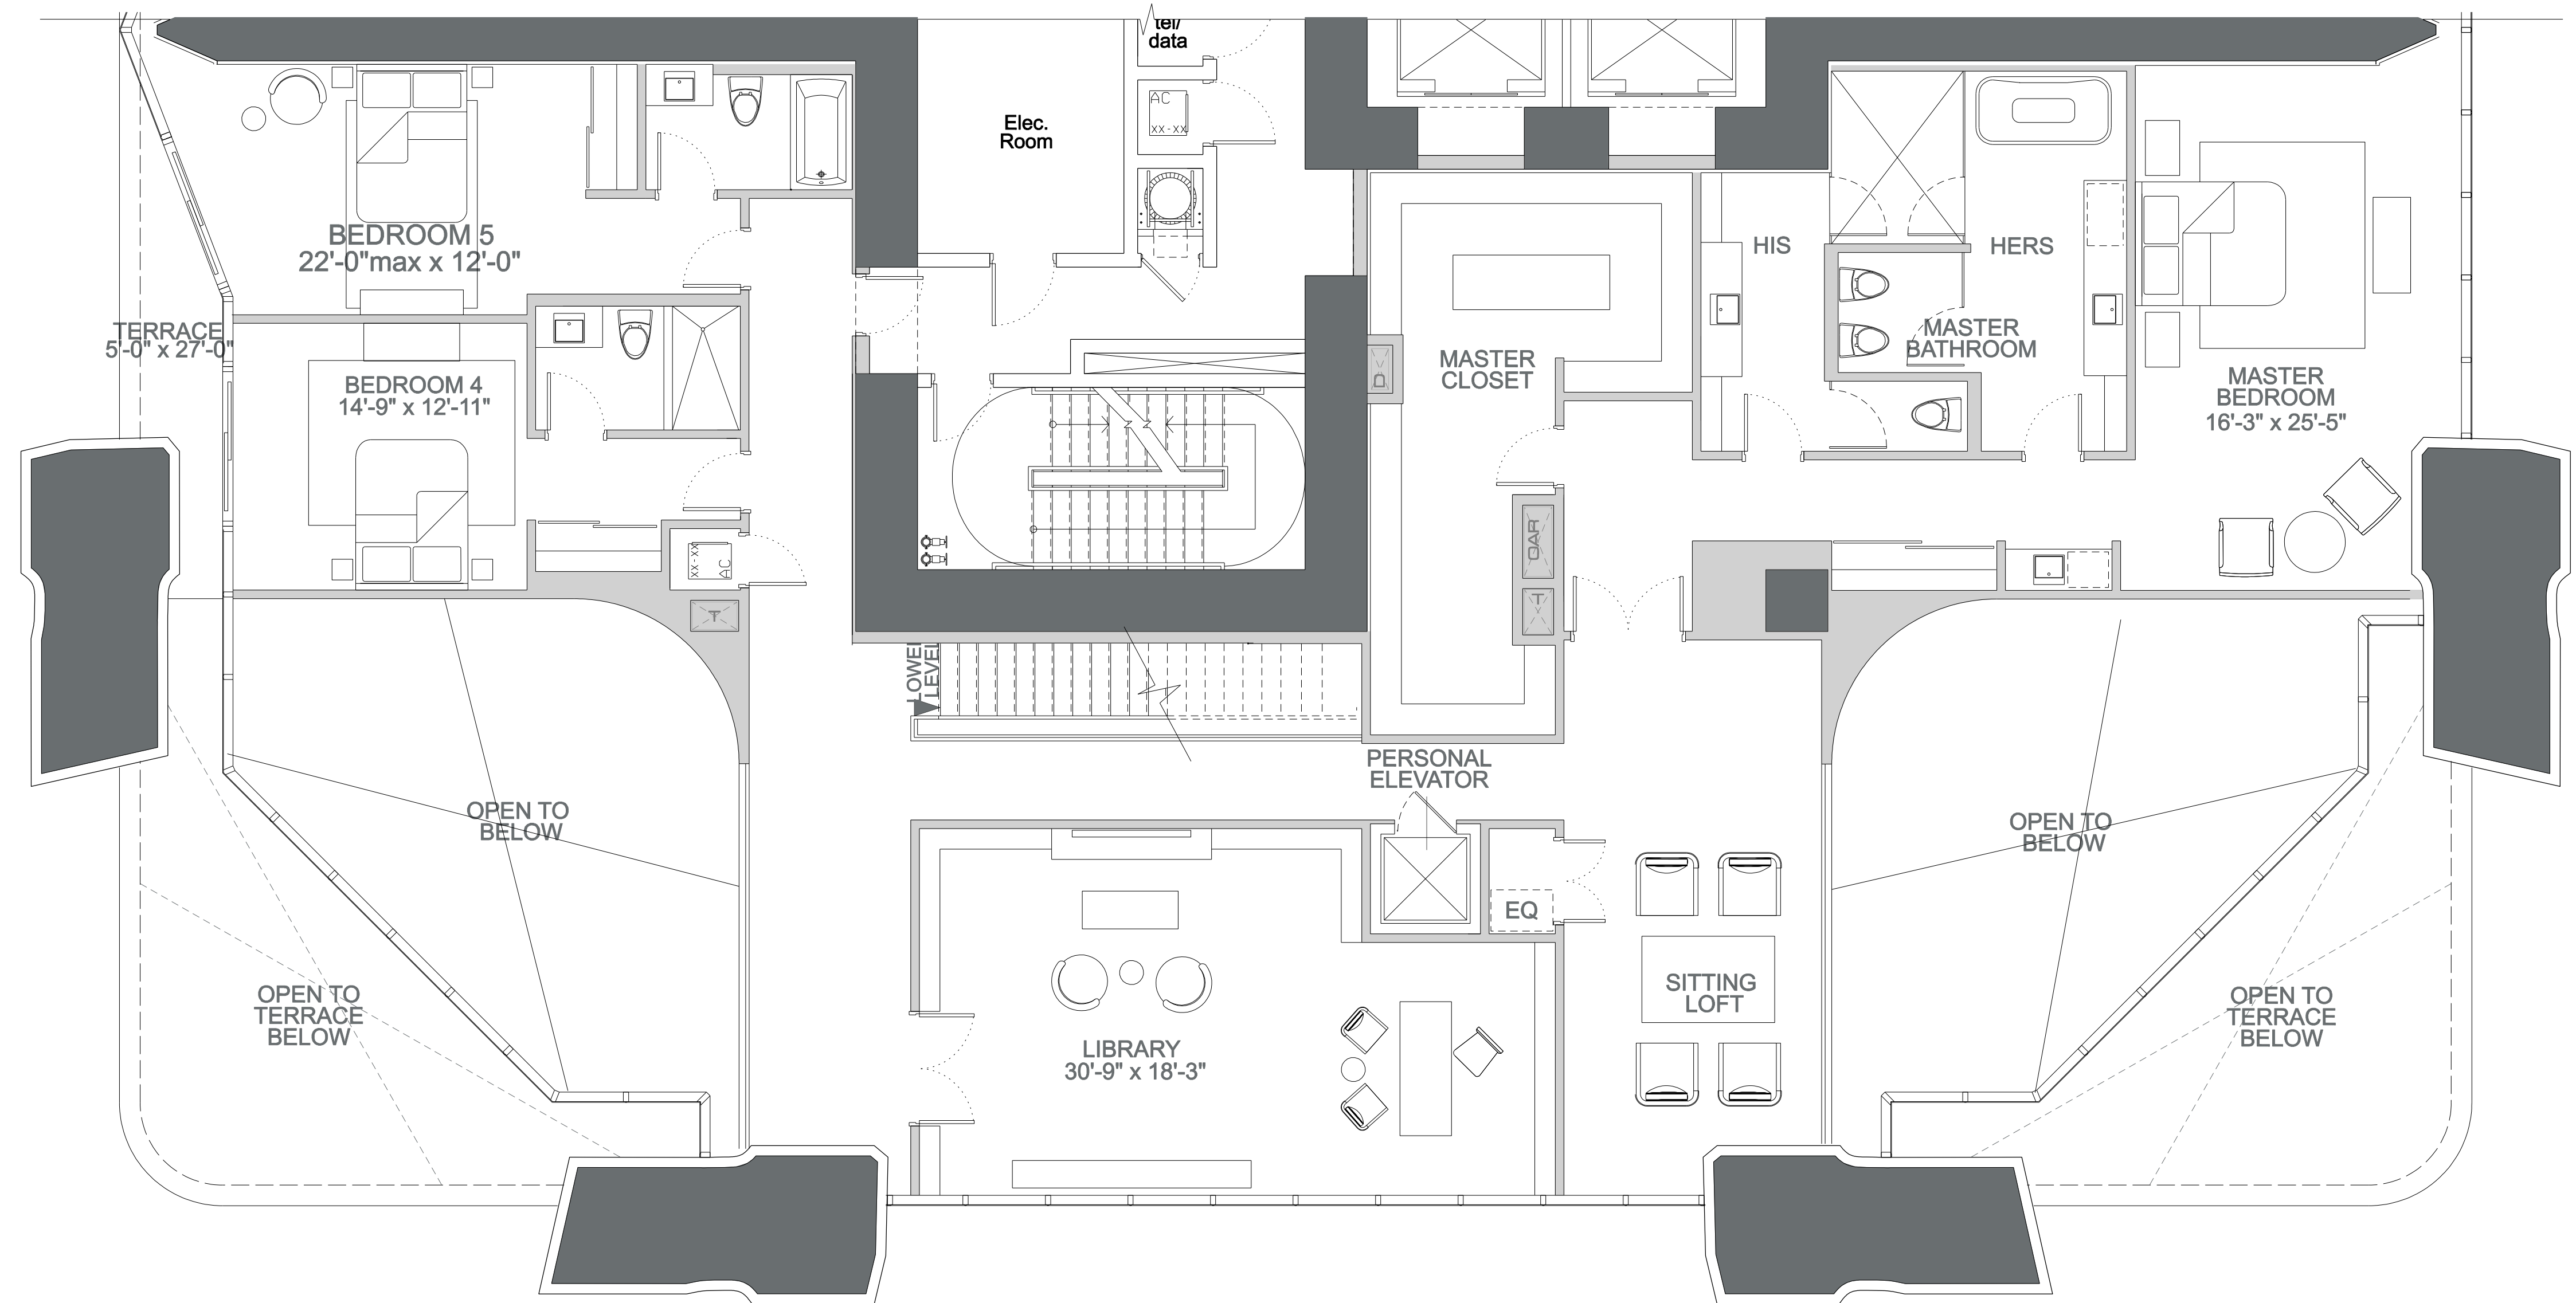 tel/
data
AC
XX-XX
Elec.
Room
BEDROOM 5
22'-0"max x 12'-0"
TERRACE
5'-0" x 27'-0"
BEDROOM 4
14'-9" x 12'-11"
XX-XX
AC
T
HIS
HERS
MASTER
BATHROOM
MASTER
CLOSET
D
MASTER
BEDROOM
16'-3" x 25'-5"
GAR
T
LOWER
LEVEL
PERSONAL
ELEVATOR
EQ
OPEN TO
BELOW
OPEN TO
BELOW
OPEN TO
TERRACE
BELOW
LIBRARY
30'-9" x 18'-3"
SITTING
LOFT
OPEN TO
TERRACE
BELOW